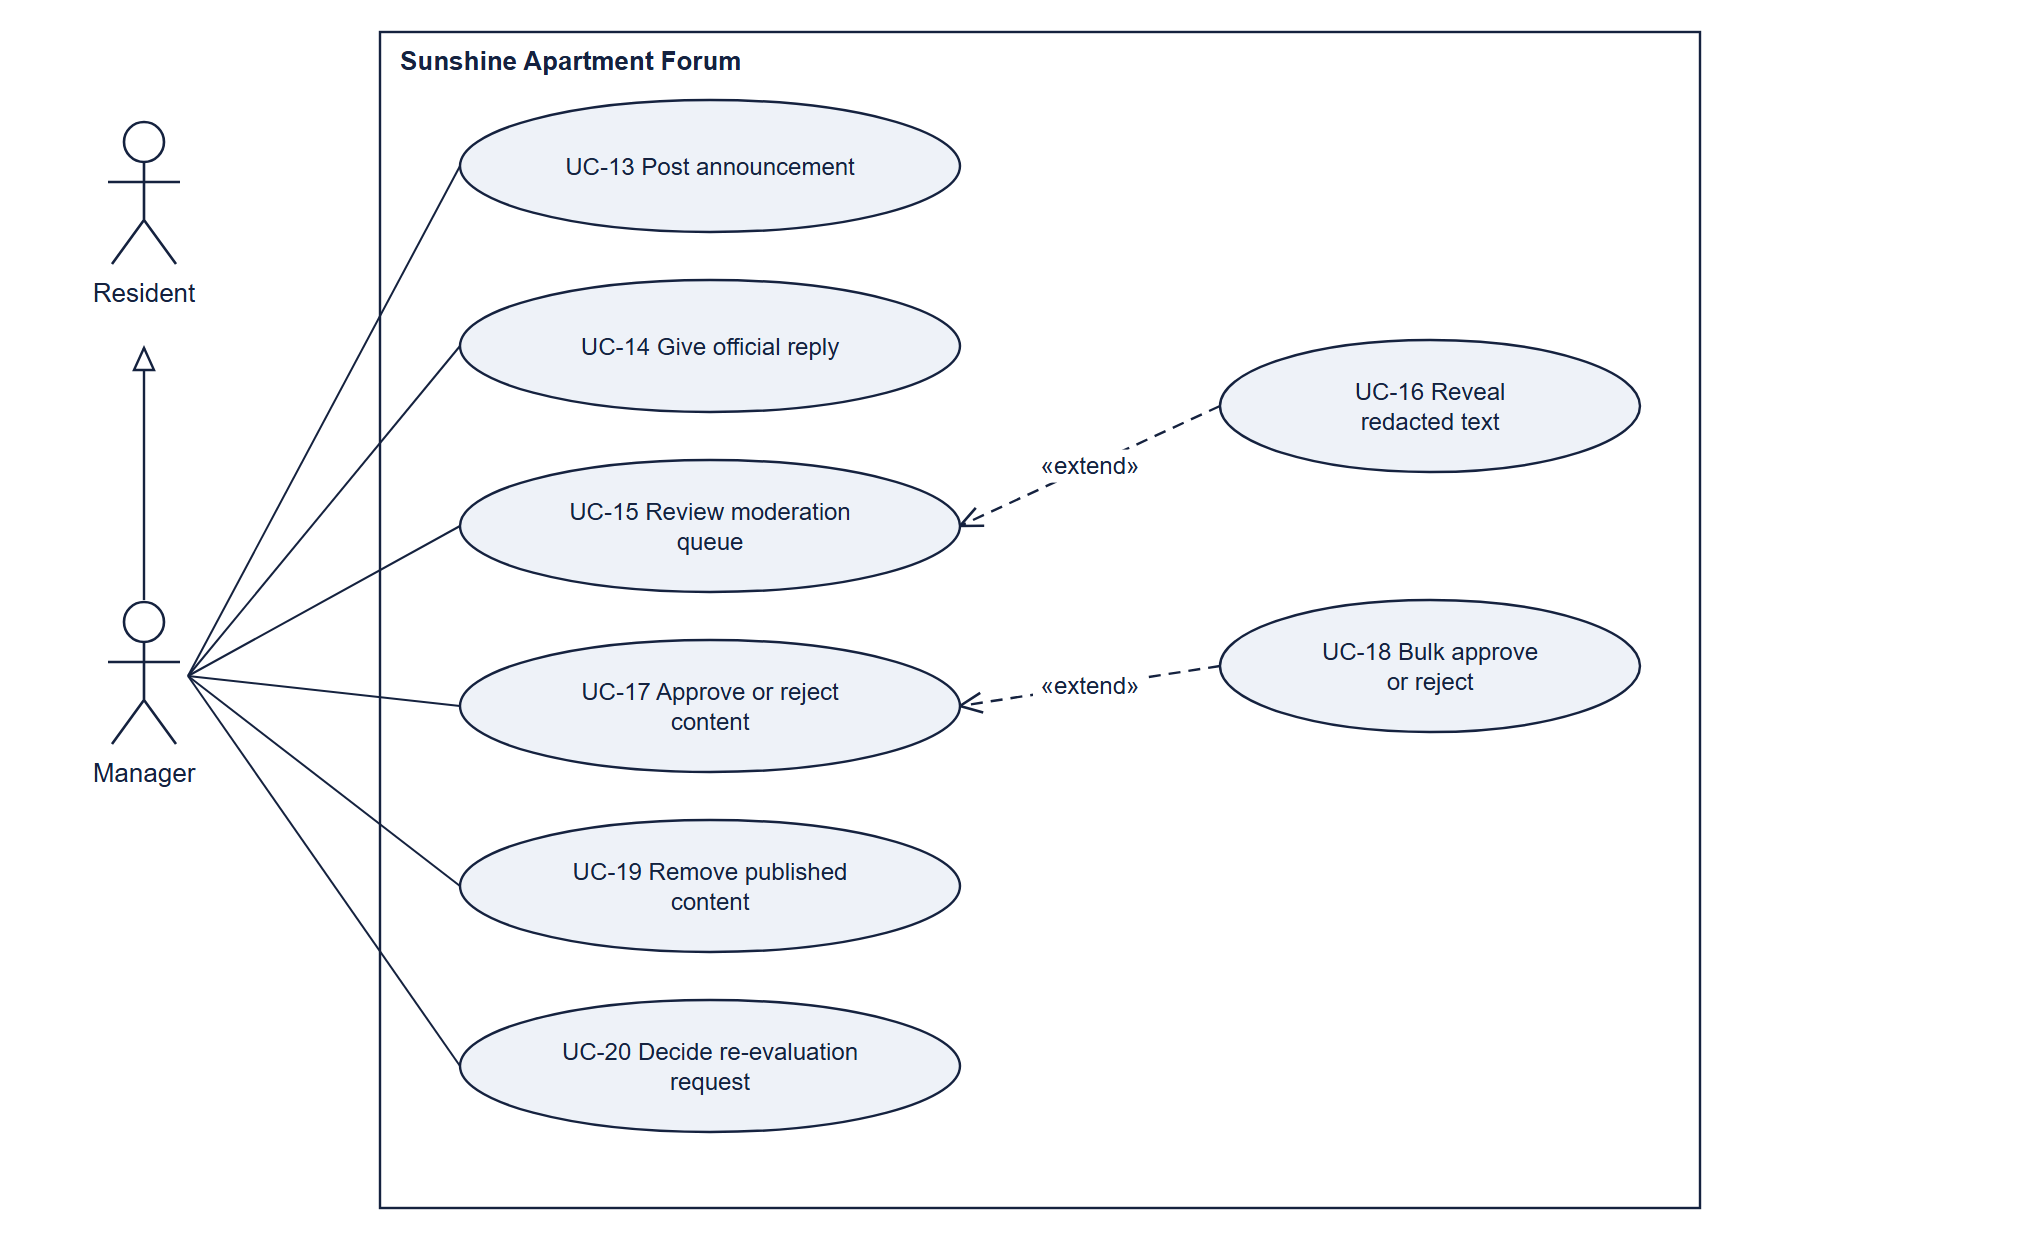 Sunshine Apartment Forum
Resident
Manager
UC-13 Post announcement
UC-14 Give official reply
UC-15 Review moderation
queue
UC-17 Approve or reject
content
UC-19 Remove published
content
UC-20 Decide re-evaluation
request
«extend»
«extend»
UC-16 Reveal
redacted text
UC-18 Bulk approve
or reject